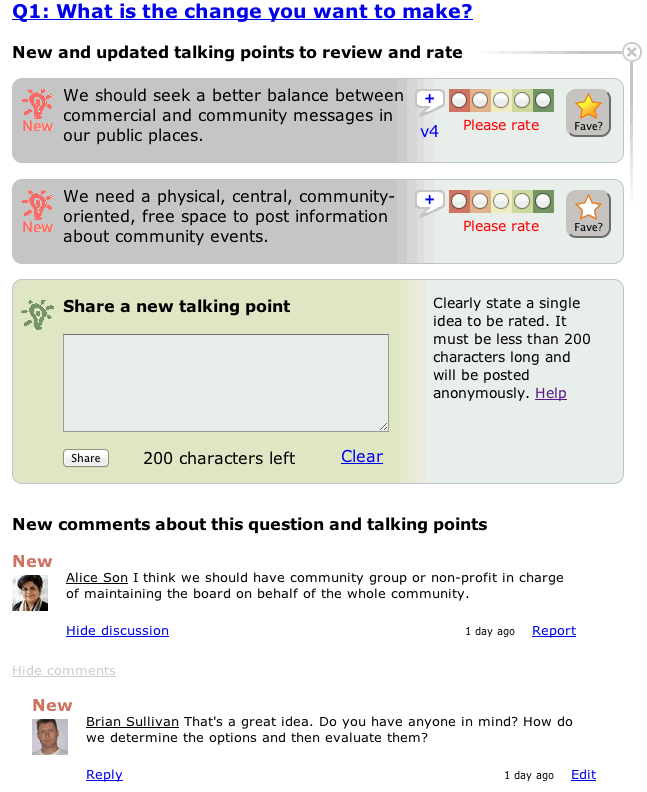 Q1: What is the change you want to make?
New and updated talking points to review and rate
We should seek a better balance between
commercial and community messages in
our public places.
New
+
v4
Please rate
Fave?
We need a physical, central, community-
oriented, free space to post information
about community events.
New
+
Please rate
Fave?
Share a new talking point
Share
200 characters left
Clear
Clearly state a single
idea to be rated. It
must be less than 200
characters long and
will be posted
anonymously. Help
New comments about this question and talking points
New
Alice Son I think we should have community group or non-profit in charge
of maintaining the board on behalf of the whole community.
Hide discussion 1 day ago Report
Hide comments
New
Brian Sullivan That's a great idea. Do you have anyone in mind? How do
we determine the options and then evaluate them?
Reply 1 day ago Edit